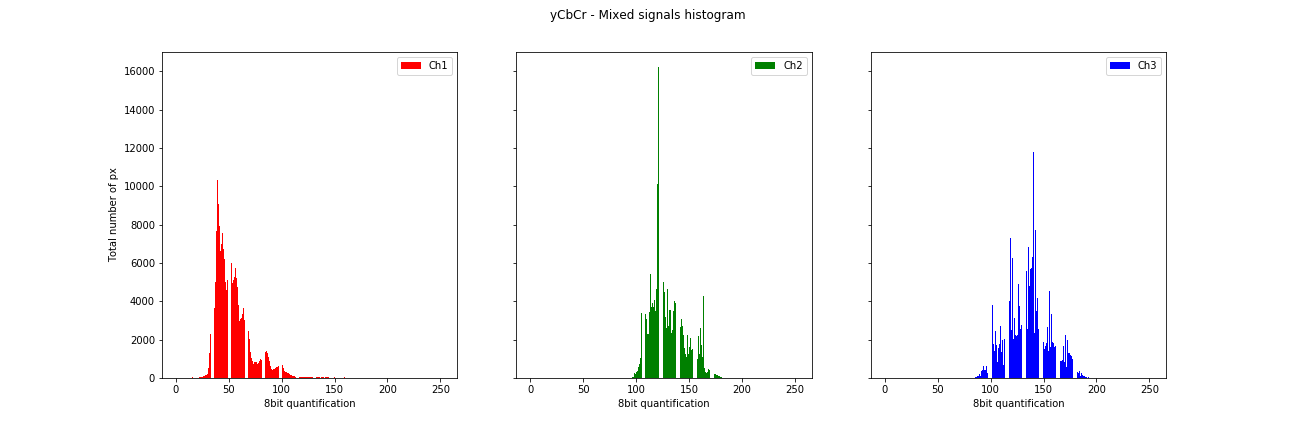 yCbCr - Mixed signals histogram
Total number of px
16000
14000
12000
10000
8000
6000
4000
2000
0
Ch1
0 50 100 150 200 250
8bit quantification
Ch2
0 50 100 150 200 250
8bit quantification
Ch3
0 50 100 150 200 250
8bit quantification